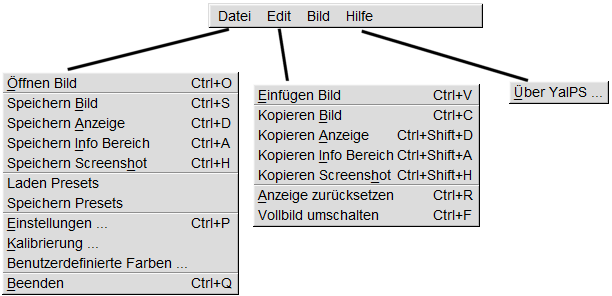 Datei Edit Bild Hilfe
Öffnen Bild Ctrl+O
Speichern Bild Ctrl+S
Speichern Anzeige Ctrl+D
Speichern Info Bereich Ctrl+A
Speichern Screenshot Ctrl+H
Laden Presets
Speichern Presets
Einstellungen ... Ctrl+P
Kalibrierung ...
Benutzerdefinierte Farben ...
Beenden Ctrl+Q
Einfügen Bild Ctrl+V
Kopieren Bild Ctrl+C
Kopieren Anzeige Ctrl+Shift+D
Kopieren Info Bereich Ctrl+Shift+A
Kopieren Screenshot Ctrl+Shift+H
Anzeige zurücksetzen Ctrl+R
Vollbild umschalten Ctrl+F
Über YaIPS ...